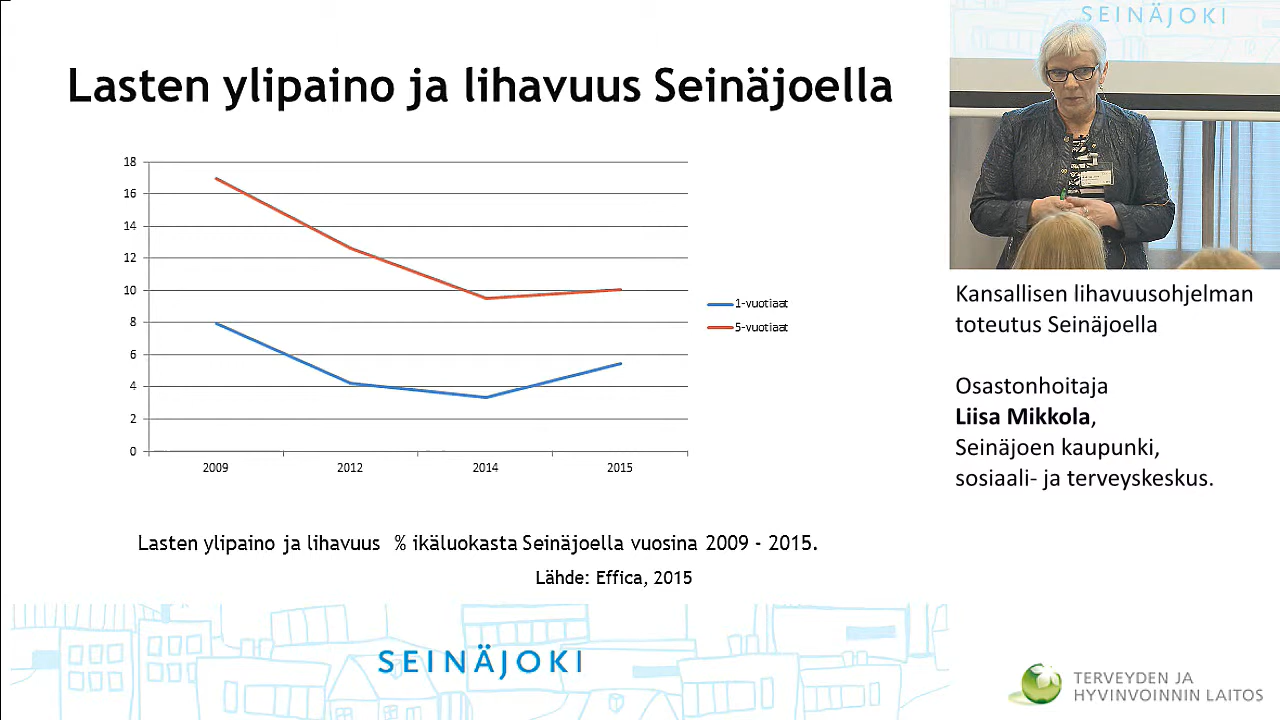 Lasten ylipaino ja lihavuus Seinäjoella
18
16
14
12
10
8
6
4
2
0
2009
2012
2014
2015
1-vuotiaat
5-vuotiaat
Lasten ylipaino ja lihavuus % ikäluokasta Seinäjoella vuosina 2009 - 2015.
Lähde: Effica, 2015
SEINÄJOKI
SEINÄJOKI
Kansallisen lihavuusohjelman
toteutus Seinäjoella
Osastonhoitaja
Liisa Mikkola,
Seinäjoen kaupunki,
sosiaali- ja terveyskeskus.
TERVEYDEN JA
HYVINVOINNIN LAITOS